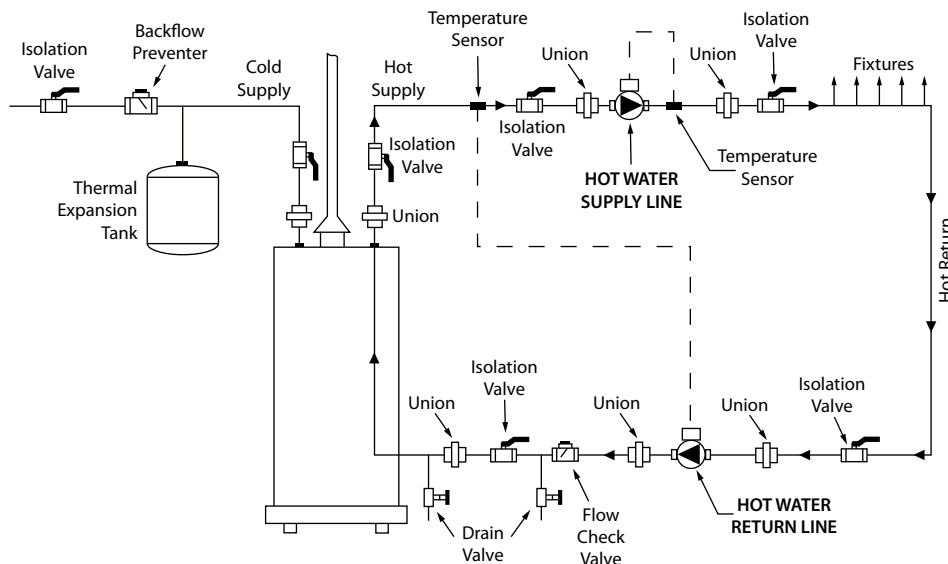 Isolation
Valve
Backflow
Preventer
Cold
Supply
Hot
Supply
Temperature
Sensor
Union
Isolation
Valve
Union
Isolation
Valve
Fixtures
Isolation
Valve
HOT WATER
SUPPLY LINE
Temperature
Sensor
Thermal
Expansion
Tank
Union
Hot Return
Union
Isolation
Valve
Union
Union
Isolation
Valve
Drain
Valve
Flow
Check
Valve
HOT WATER
RETURN LINE